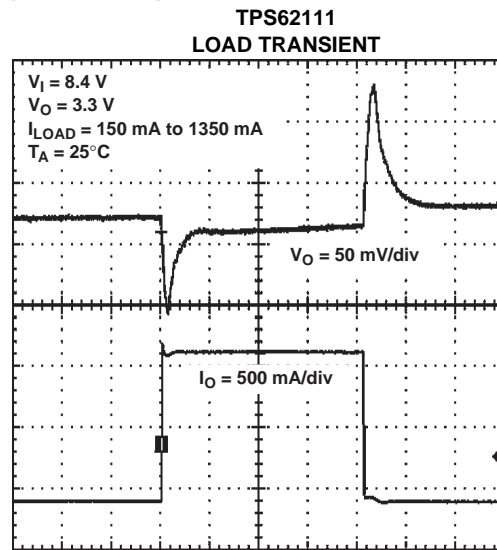 TPS62111
LOAD TRANSIENT
VI = 8.4 V
VO = 3.3 V
ILOAD = 150 mA to 1350 mA
TA = 25°C
VO = 50 mV/div
IO = 500 mA/div